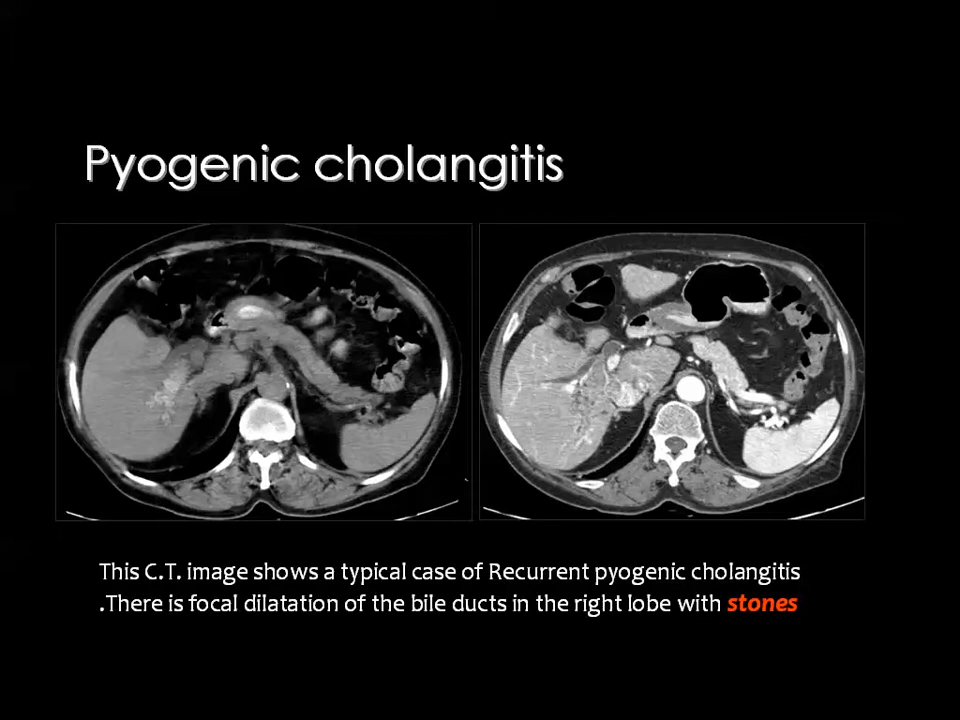 Pyogenic cholangitis
This C.T. image shows a typical case of Recurrent pyogenic cholangitis
.There is focal dilatation of the bile ducts in the right lobe with stones